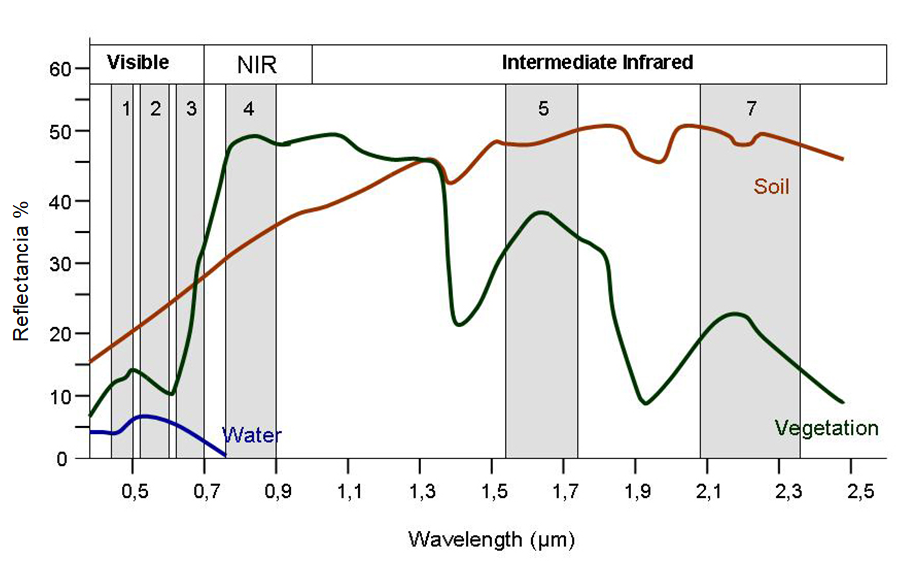 Visible NIR Intermediate Infrared
60
1 2 3 4 5 7
50
Soil
40
Reflectancia %
30
20
10
Water
Vegetation
0
0,5 0,7 0,9 1,1 1,3 1,5 1,7 1,9 2,1 2,3 2,5
Wavelength (µm)